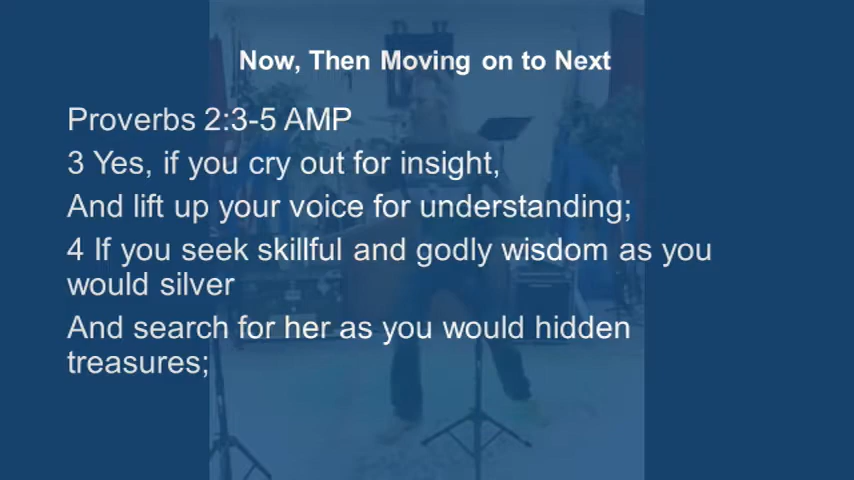 Now, Then Moving on to Next
Proverbs 2:3-5 AMP
3 Yes, if you cry out for insight,
And lift up your voice for understanding;
4 If you seek skillful and godly wisdom as you
would silver
And search for her as you would hidden
treasures;